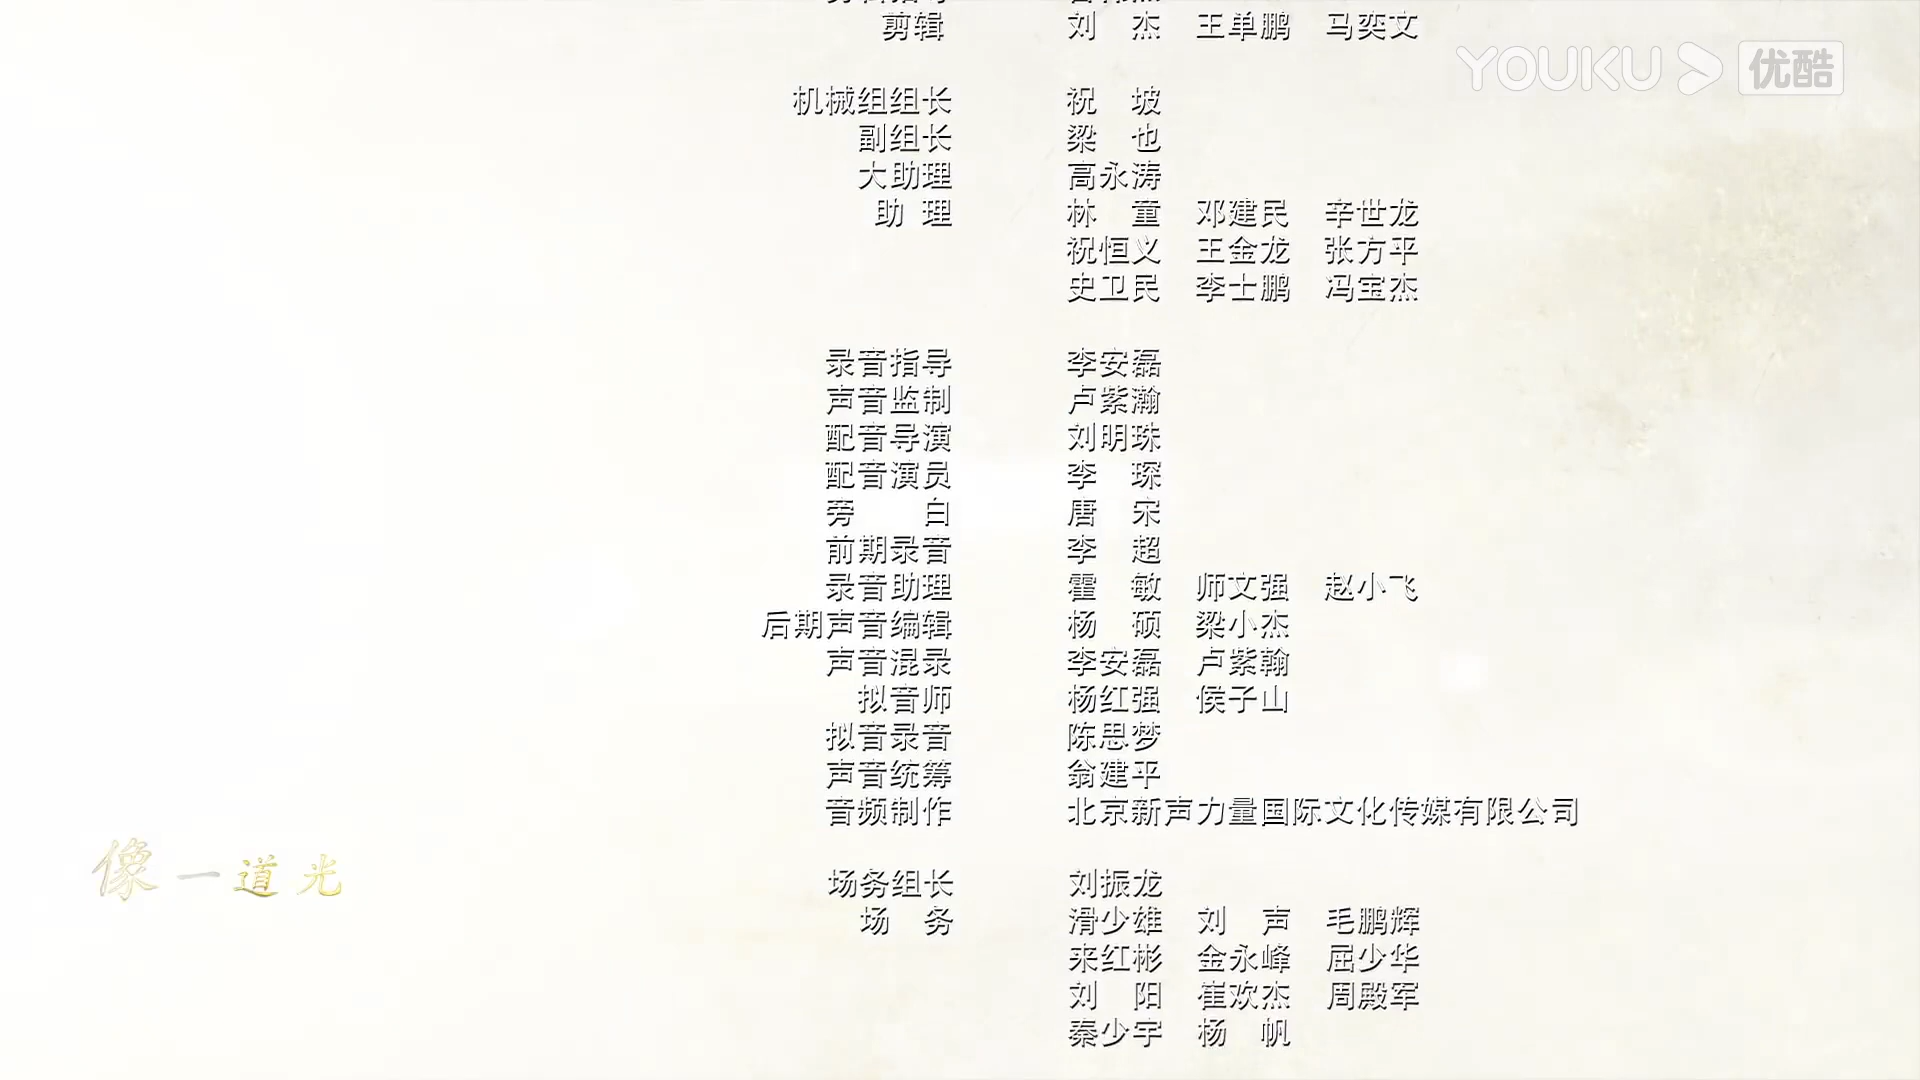 剪辑 刘 杰 王单鹏 马奕文
YOUKU 优酷
机械组组长 祝 坡
副组长 梁 也
大助理 高永涛
助 理 林 童 邓建民 辛世龙
祝恒义 王金龙 张方平
史卫民 李士鹏 冯宝杰
录音指导 李安磊
声音监制 卢紫瀚
配音导演 刘明珠
配音演员 李 琛
旁 白 唐 宋
前期录音 李 超
录音助理 霍 敏 师文强 赵小飞
后期声音编辑 杨 硕 梁小杰
声音混录 李安磊 卢紫翰
拟音师 杨红强 侯子山
拟音录音 陈思梦
声音统筹 翁建平
音频制作 北京新声力量国际文化传媒有限公司
像一道光
场务组长 刘振龙
场 务 滑少雄 刘 声 毛鹏辉
来红彬 金永峰 屈少华
刘 阳 崔欢杰 周殿军
秦少宇 杨 帆